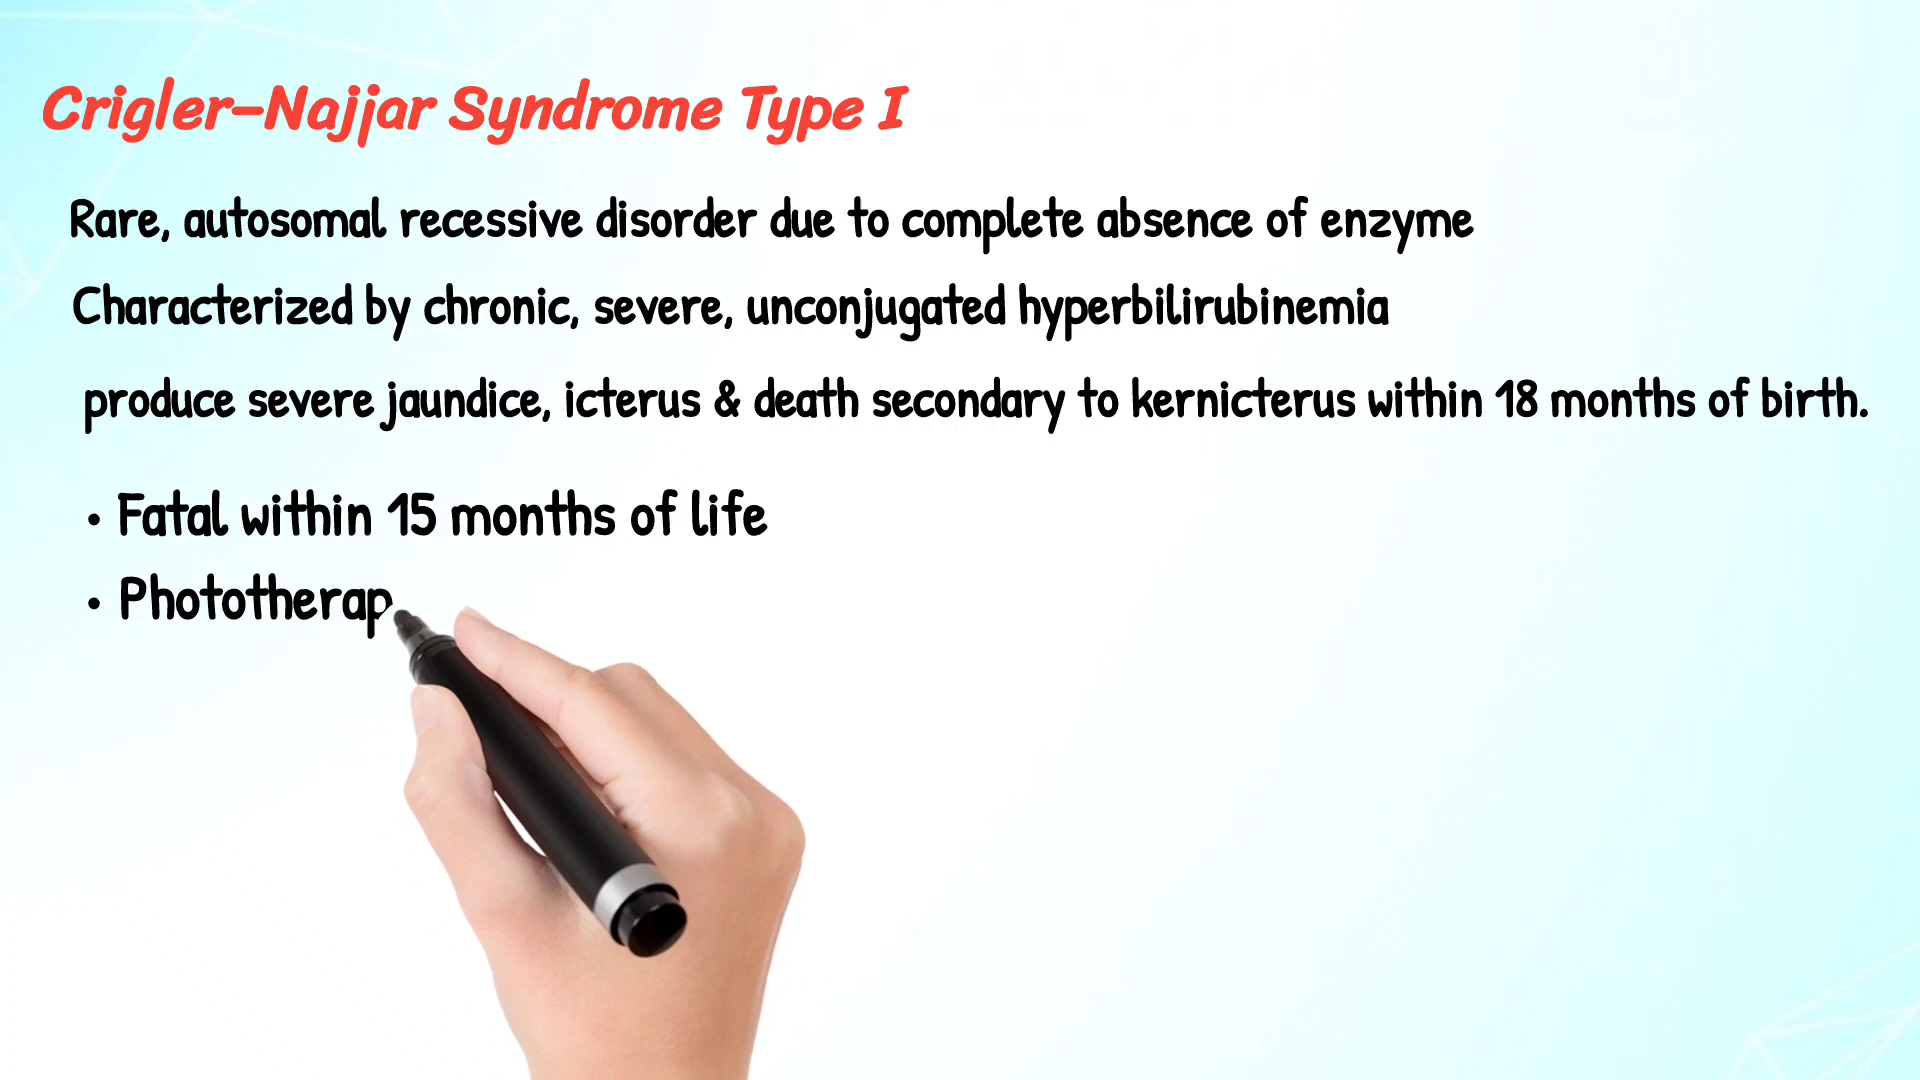 Crigler-Najjar Syndrome Type I
Rare, autosomal recessive disorder due to complete absence of enzyme
Characterized by chronic, severe, unconjugated hyperbilirubinemia
produce severe jaundice, icterus & death secondary to kernicterus within 18 months of birth.
• Fatal within 15 months of life
• Phototherap